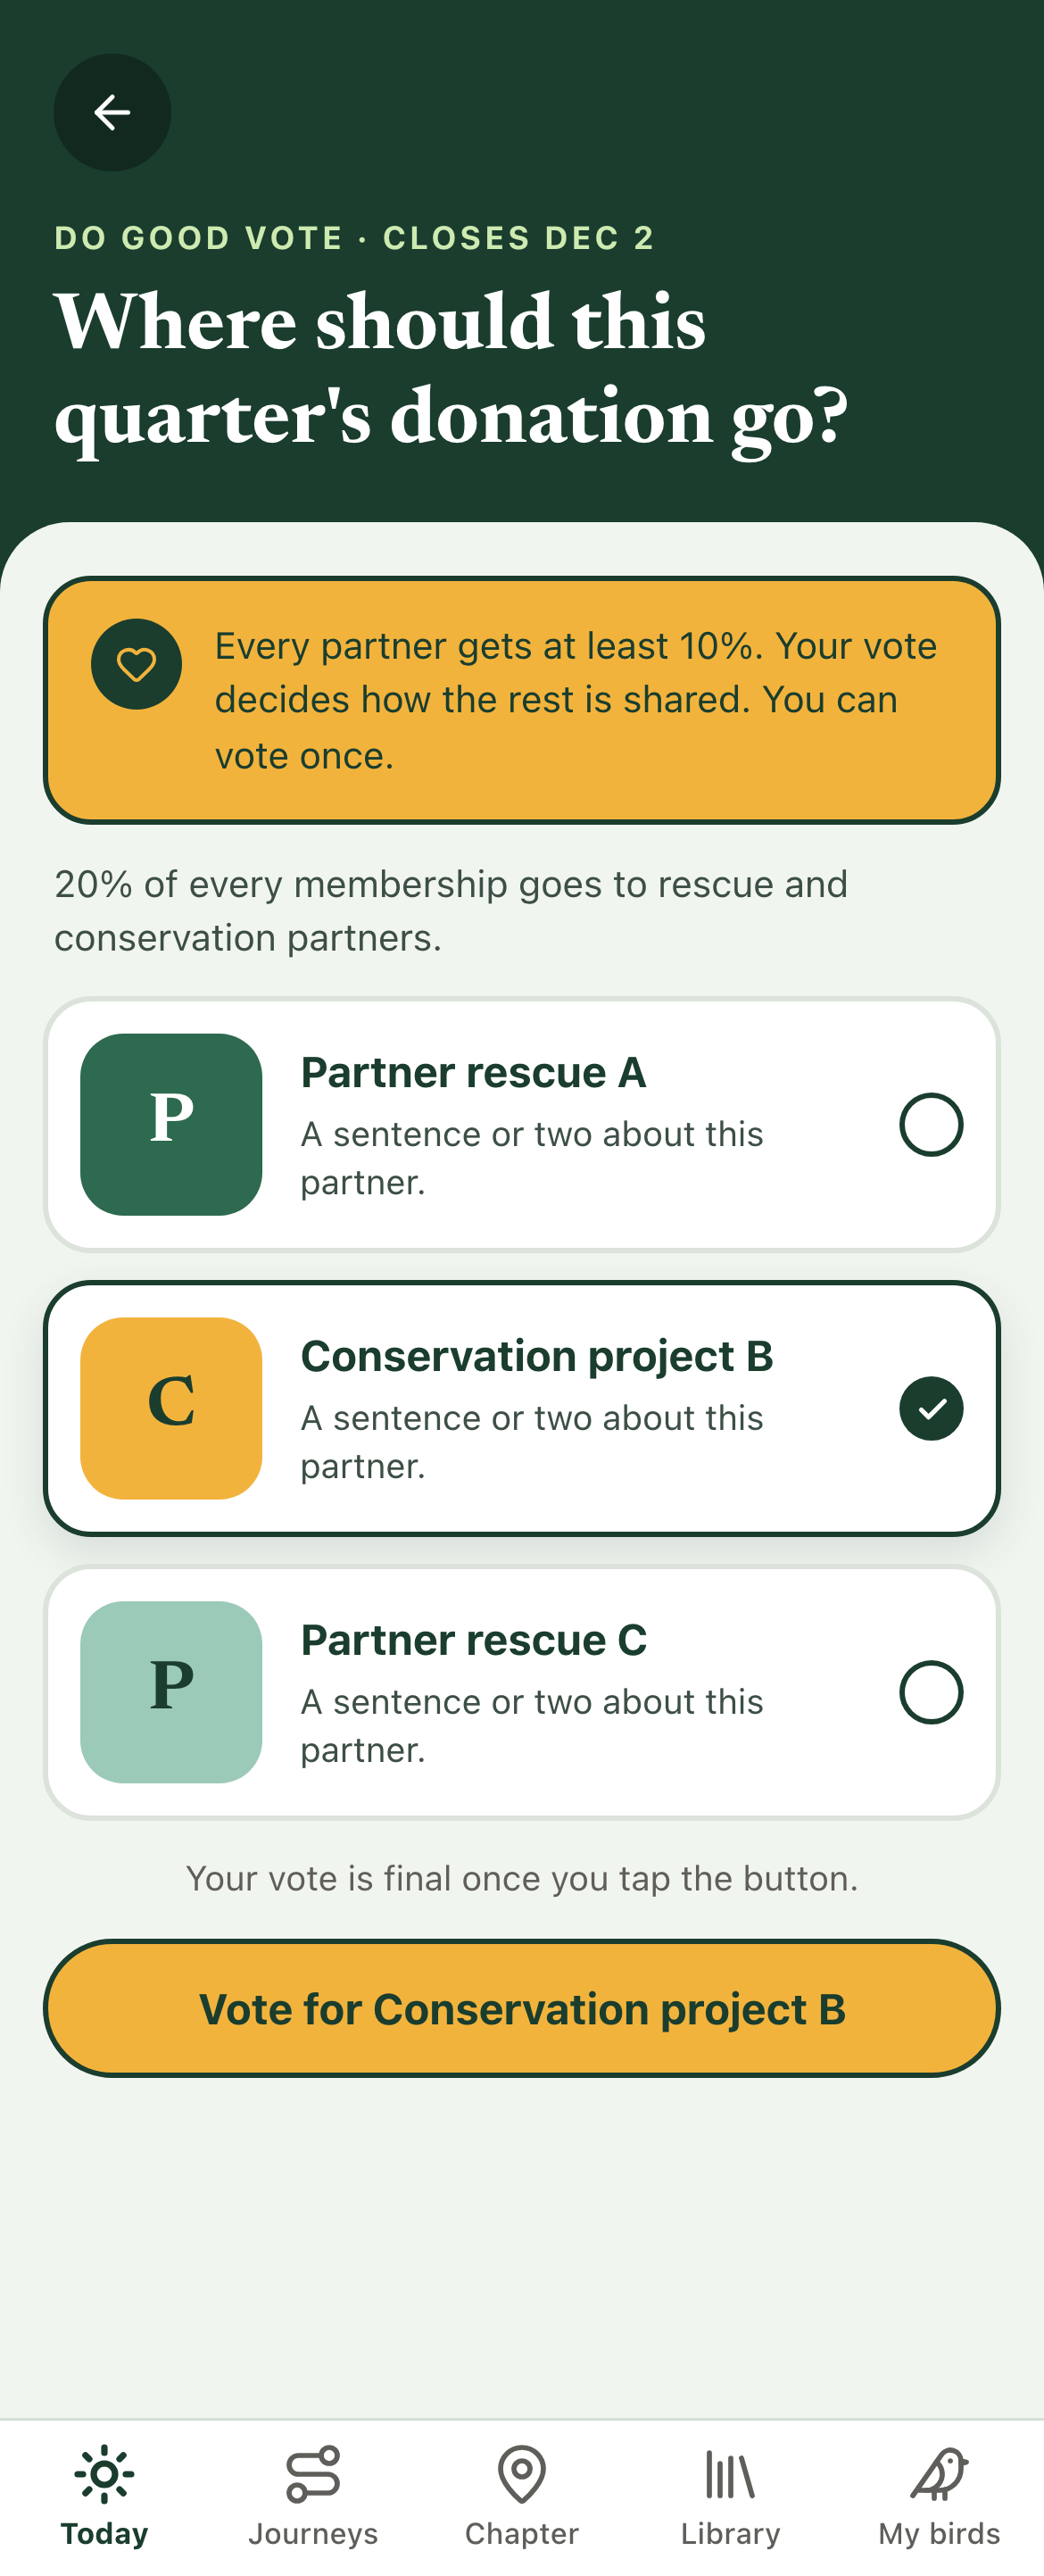 DO GOOD VOTE · CLOSES DEC 2
Where should this
quarter's donation go?
Every partner gets at least 10%. Your vote
decides how the rest is shared. You can
vote once.
20% of every membership goes to rescue and
conservation partners.
P
Partner rescue A
A sentence or two about this
partner.
C
Conservation project B
A sentence or two about this
partner.
P
Partner rescue C
A sentence or two about this
partner.
Your vote is final once you tap the button.
Vote for Conservation project B
Today
Journeys
Chapter
Library
My birds